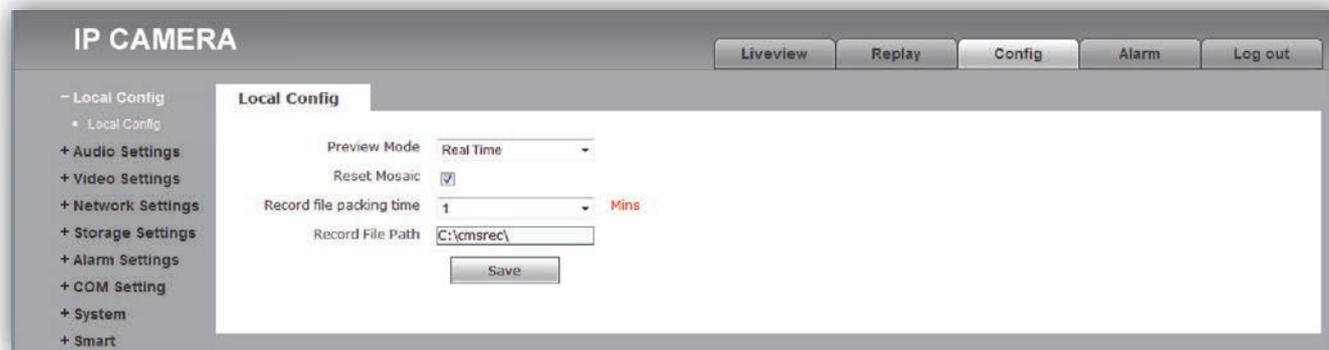 IP CAMERA
Liveview
Replay
Config
Alarm
Log out
− Local Config
• Local Config
+ Audio Settings
+ Video Settings
+ Network Settings
+ Storage Settings
+ Alarm Settings
+ COM Setting
+ System
+ Smart
Local Config
Preview Mode Real Time
Reset Mosaic
Record file packing time 1 Mins
Record File Path C:\cmsrec\
Save